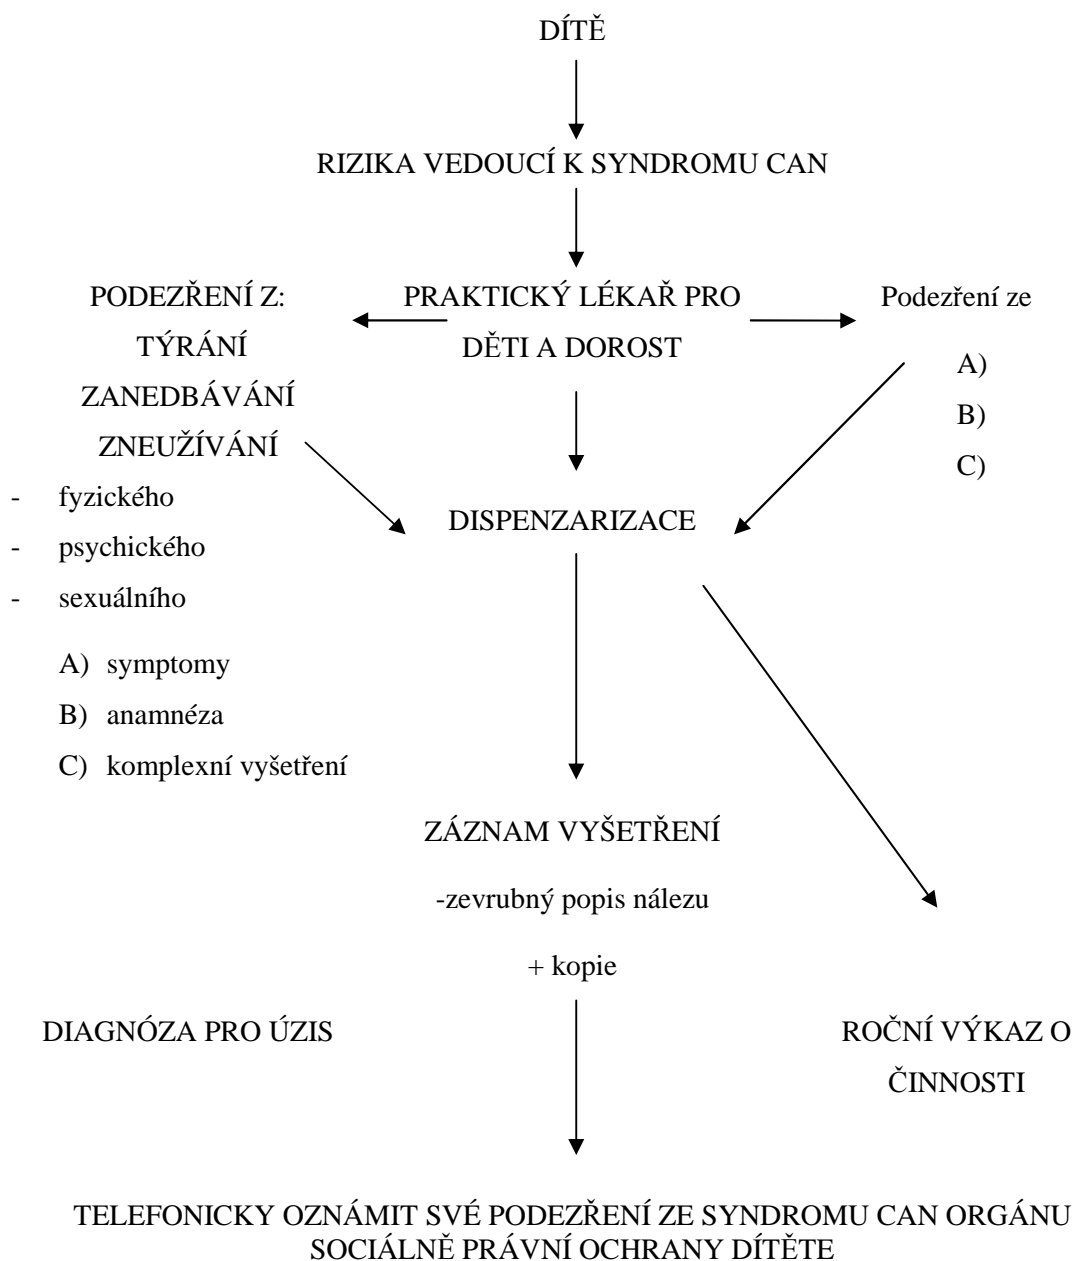 DÍTĚ
RIZIKA VEDOUCÍ K SYNDROMU CAN
PODEZŘENÍ Z:
TÝRÁNÍ
ZANEDBÁVÁNÍ
ZNEUŽÍVÁNÍ
- fyzického
- psychického
- sexuálního
A) symptomy
B) anamnéza
C) komplexní vyšetření
PRAKTICKÝ LÉKAŘ PRO
DĚTI A DOROST
Podezření ze
A)
B)
C)
DISPENZARIZACE
ZÁZNAM VYŠETŘENÍ
-zevrubný popis nálezu
+ kopie
DIAGNÓZA PRO ÚZIS
ROČNÍ VÝKAZ O
ČINNOSTI
TELEFONICKY OZNÁMIT SVÉ PODEZŘENÍ ZE SYNDROMU CAN ORGÁNU
SOCIÁLNĚ PRÁVNÍ OCHRANY DÍTĚTE